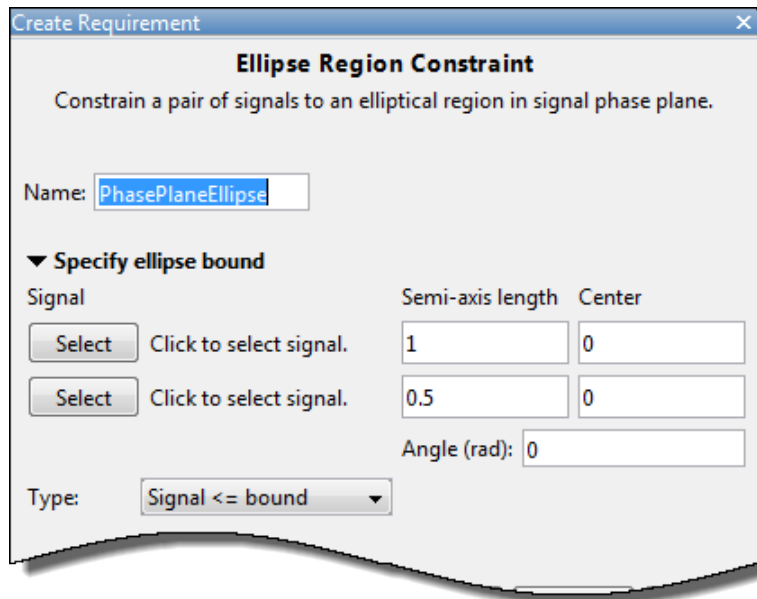 Create Requirement
Ellipse Region Constraint
Constrain a pair of signals to an elliptical region in signal phase plane.
Name: PhasePlaneEllipse
Specify ellipse bound
Signal Semi-axis length Center
Select Click to select signal. 1 0
Select Click to select signal. 0.5 0
Angle (rad): 0
Type: Signal <= bound